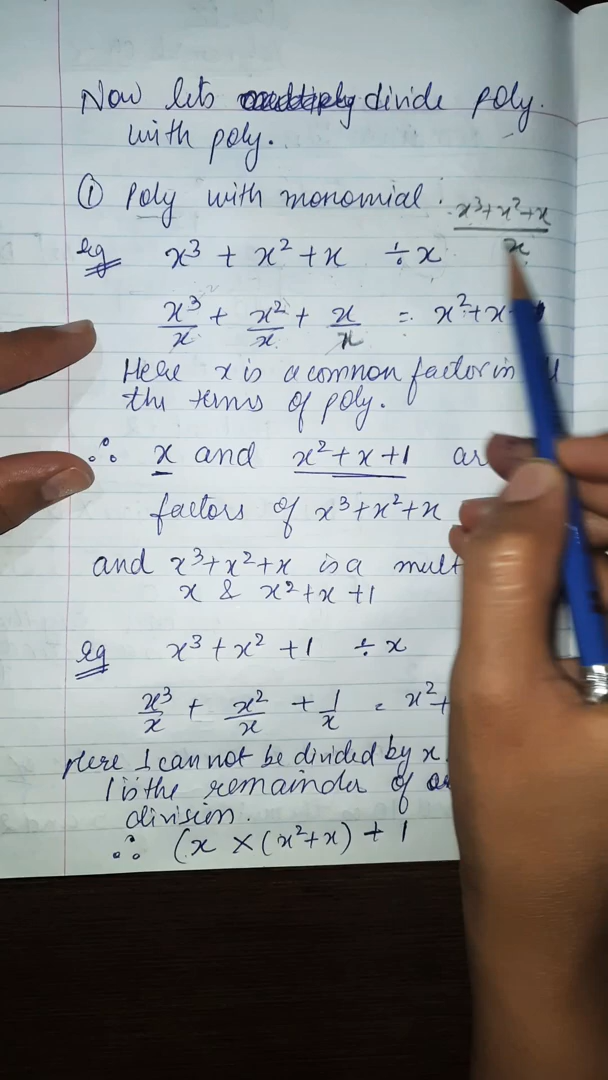 Now lets multiply divide poly.
with poly.
① Poly with monomial :
x³+x²+x / x
eg x³ + x² + x ÷ x
x³/x + x²/x + x/x = x²+x+
Here x is a common factor in
the terms of poly.
∴ x and x²+x+1
factors of x³+x²+x
and x³+x²+x is a mult
x & x²+x+1
eg x³+x²+1 ÷ x
x³/x + x²/x + 1/x = x²+
Here 1 cannot be divided by x
1 is the remainder of
division.
∴ (x × (x²+x) + 1